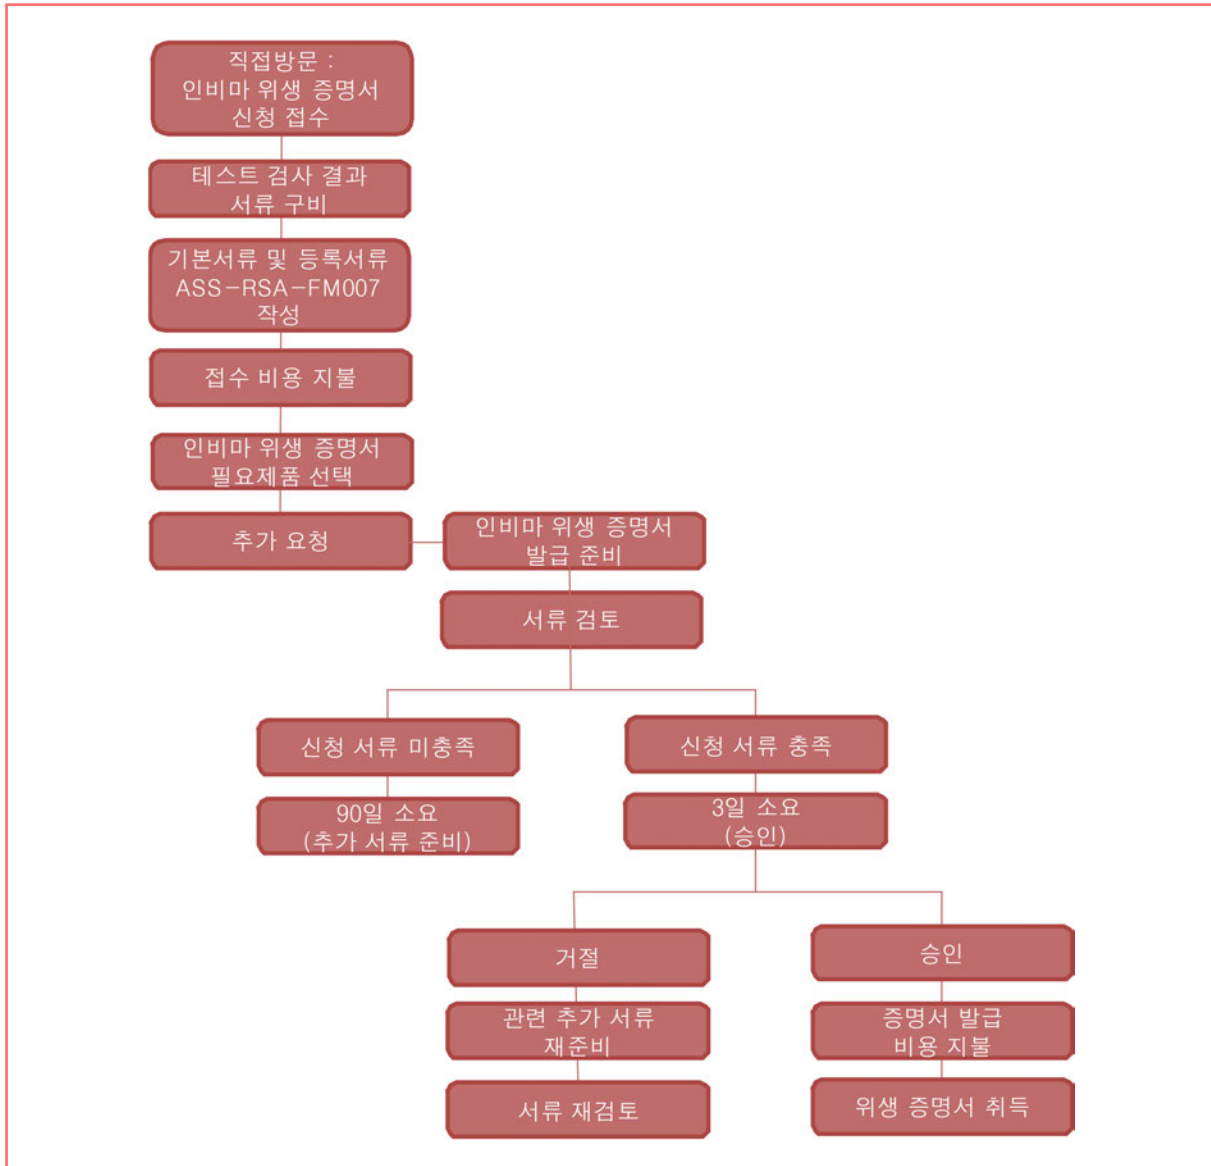 직접방문 :
인비마 위생 증명서
신청 접수
테스트 검사 결과
서류 구비
기본서류 및 등록서류
ASS-RSA-FM007
작성
접수 비용 지불
인비마 위생 증명서
필요제품 선택
추가 요청
인비마 위생 증명서
발급 준비
서류 검토
신청 서류 미충족
신청 서류 충족
90일 소요
(추가 서류 준비)
3일 소요
(승인)
거절
승인
관련 추가 서류
재준비
증명서 발급
비용 지불
서류 재검토
위생 증명서 취득